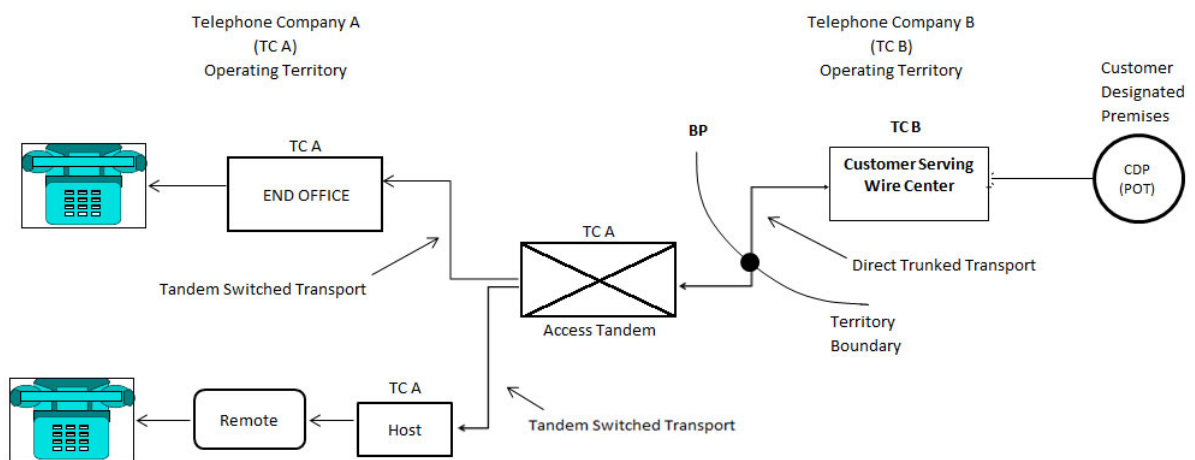 Telephone Company A
(TC A)
Operating Territory
Telephone Company B
(TC B)
Operating Territory
Customer
Designated
Premises
BP
TC B
TC A
END OFFICE
Customer Serving
Wire Center
CDP
(POT)
TC A
Tandem Switched Transport
Direct Trunked Transport
Access Tandem
Territory
Boundary
TC A
Remote
Host
Tandem Switched Transport